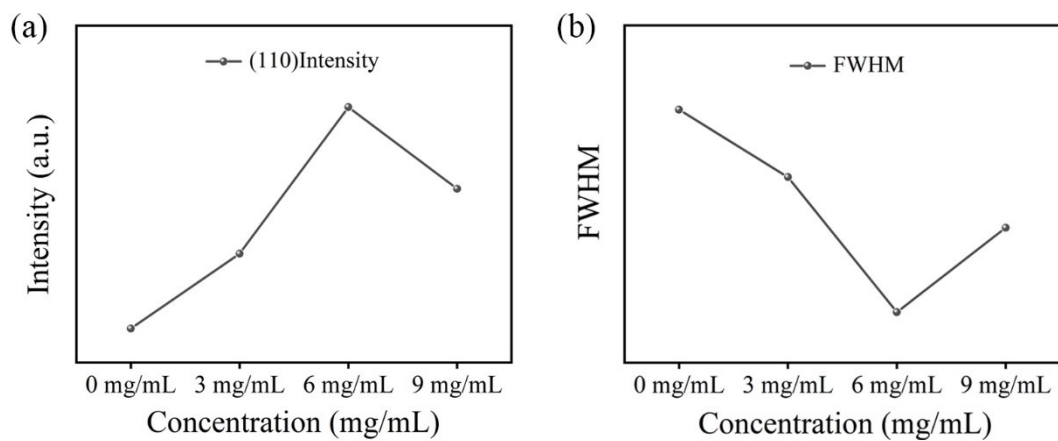 (a)
(110)Intensity
Intensity (a.u.)
0 mg/mL 3 mg/mL 6 mg/mL 9 mg/mL
Concentration (mg/mL)
(b)
FWHM
FWHM
0 mg/mL 3 mg/mL 6 mg/mL 9 mg/mL
Concentration (mg/mL)